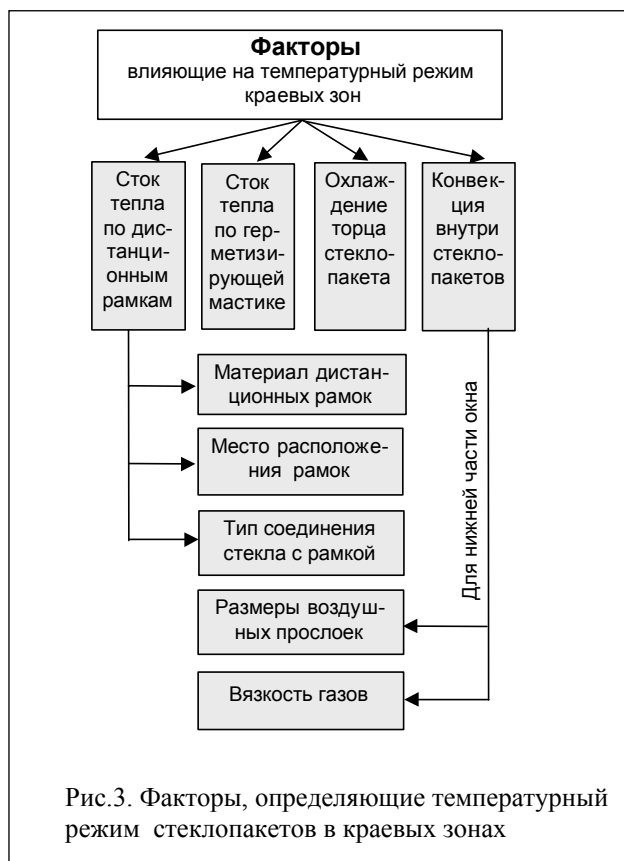 Факторы
влияющие на температурный режим
краевых зон
Сток
тепла
по дис-
танци-
онным
рамкам
Сток
тепла
по гер-
метизи-
рующей
мастике
Охлаж-
дение
торца
стекло-
пакета
Конвек-
ция
внутри
стекло-
пакетов
Материал дистан-
ционных рамок
Место расположе-
ния рамок
Тип соединения
стекла с рамкой
Размеры воздуш-
ных прослоек
Вязкость газов
Для нижней части окна
Рис.3. Факторы, определяющие температурный
режим стеклопакетов в краевых зонах